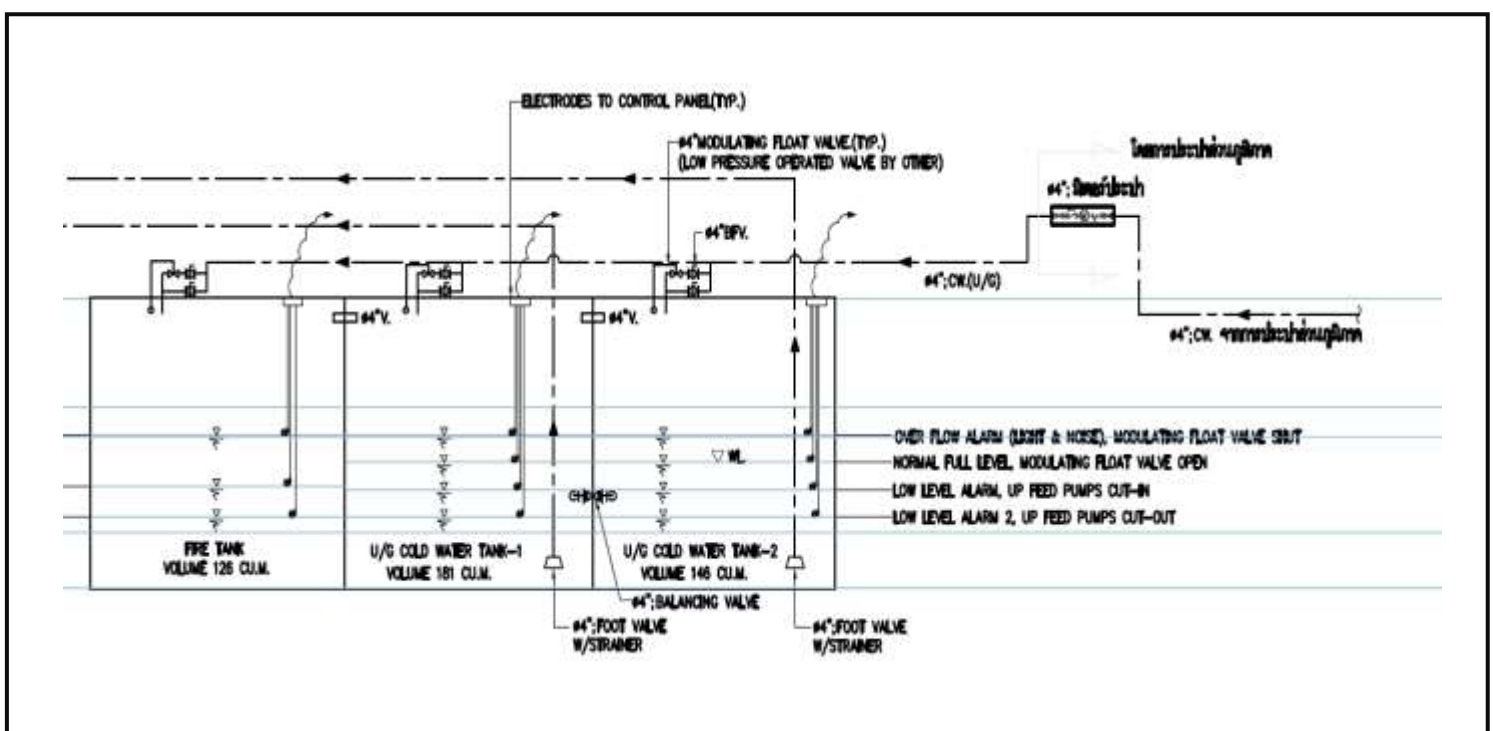 ELECTRODES TO CONTROL PANEL(TYP.)
ø4"MODULATING FLOAT VALVE.(TYP.)
(LOW PRESSURE OPERATED VALVE BY OTHER)
ø4";
ø4"BFV.
ø4";CW.(U/G)
ø4"V.
ø4"V.
ø4";CW.
OVER FLOW ALARM (LIGHT & NOISE), MODULATING FLOAT VALVE SHUT
WL.
NORMAL FULL LEVEL, MODULATING FLOAT VALVE OPEN
LOW LEVEL ALARM, UP FEED PUMPS CUT-IN
LOW LEVEL ALARM 2, UP FEED PUMPS CUT-OUT
FIRE TANK
VOLUME 126 CU.M.
U/G COLD WATER TANK-1
VOLUME 181 CU.M.
U/G COLD WATER TANK-2
VOLUME 146 CU.M.
ø4";BALANCING VALVE
ø4";FOOT VALVE
W/STRAINER
ø4";FOOT VALVE
W/STRAINER